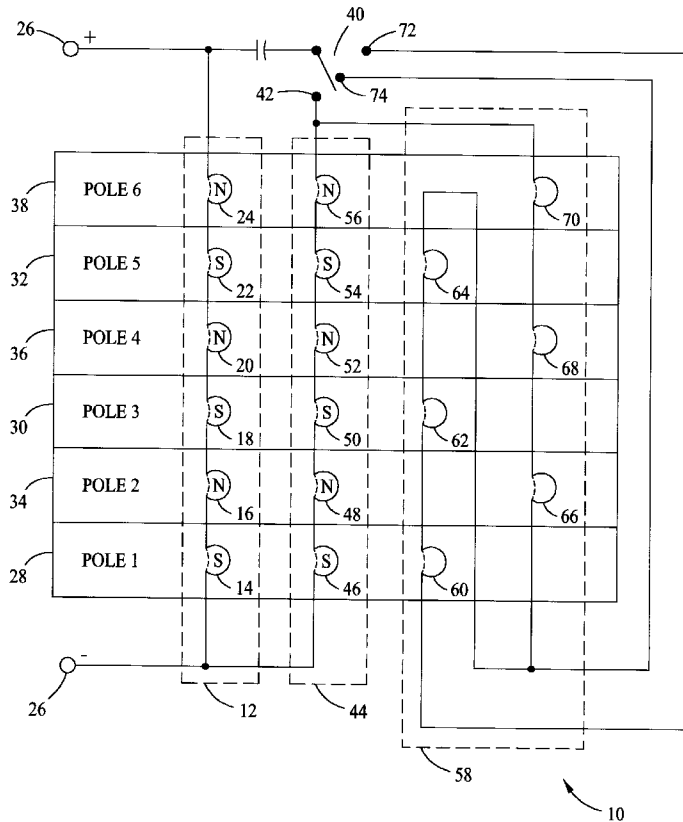 26 + 40 72
42 74
38 POLE 6 N 24 N 56 70
32 POLE 5 S 22 S 54 64
36 POLE 4 N 20 N 52 68
30 POLE 3 S 18 S 50 62
34 POLE 2 N 16 N 48 66
28 POLE 1 S 14 S 46 60
-
26 12 44 58
10